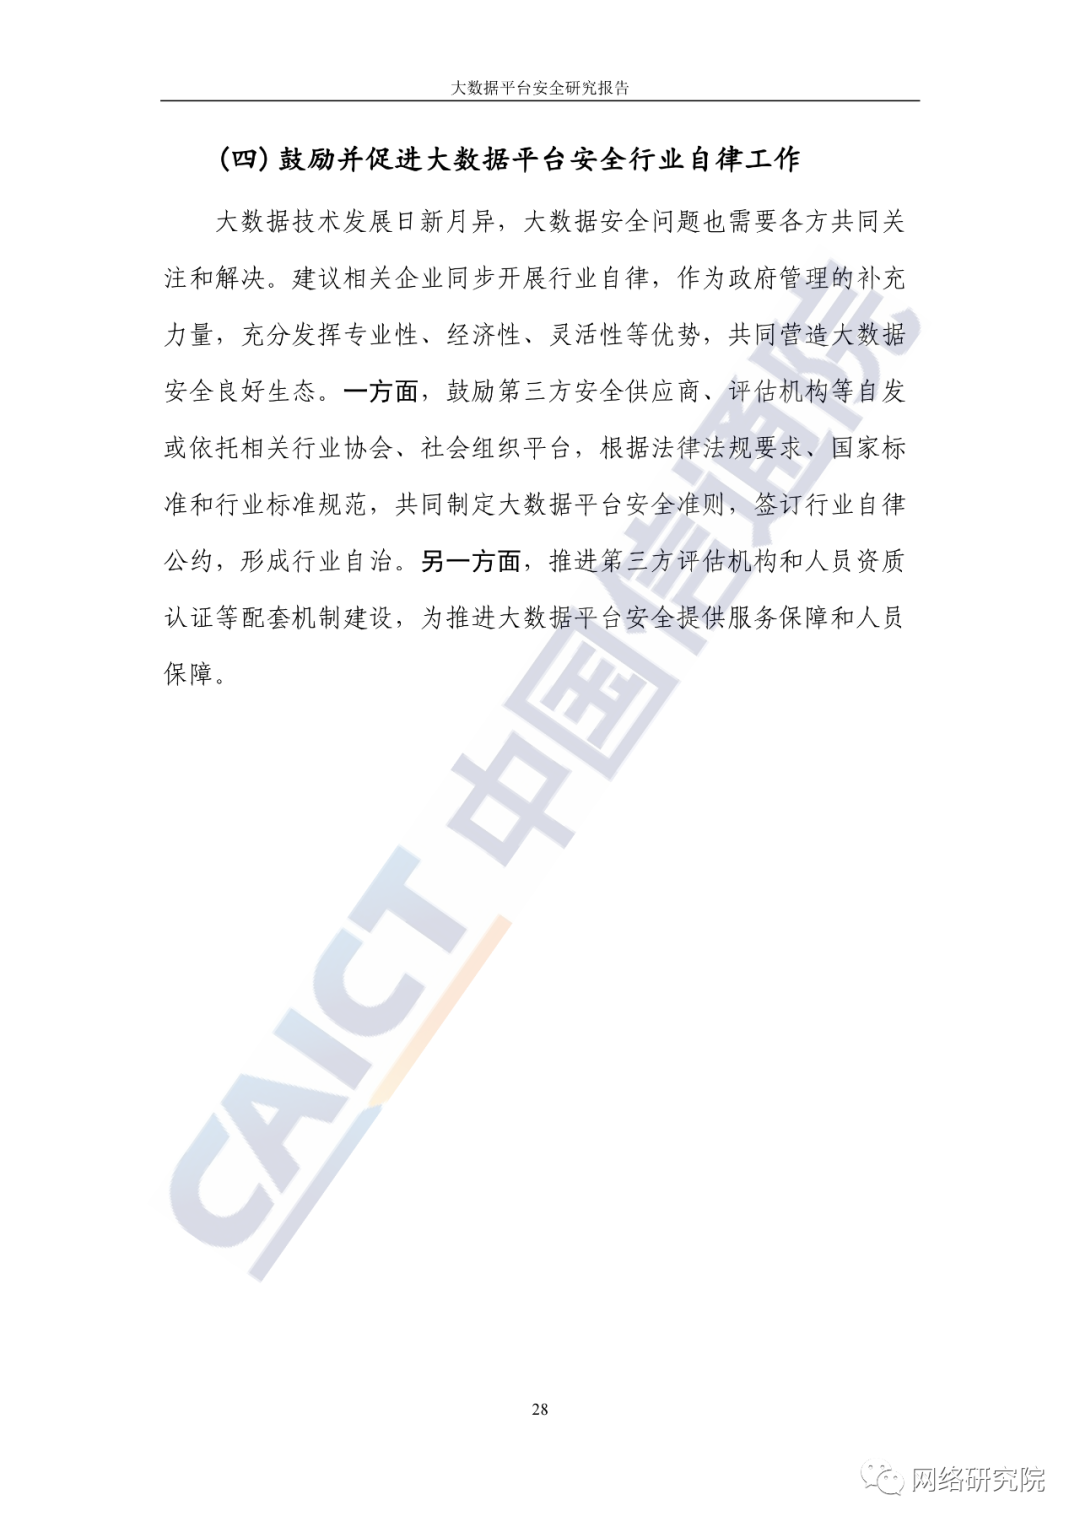 大数据平台安全研究报告
(四) 鼓励并促进大数据平台安全行业自律工作
大数据技术发展日新月异，大数据安全问题也需要各方共同关
注和解决。建议相关企业同步开展行业自律，作为政府管理的补充
力量，充分发挥专业性、经济性、灵活性等优势，共同营造大数据
安全良好生态。一方面，鼓励第三方安全供应商、评估机构等自发
或依托相关行业协会、社会组织平台，根据法律法规要求、国家标
准和行业标准规范，共同制定大数据平台安全准则，签订行业自律
公约，形成行业自治。另一方面，推进第三方评估机构和人员资质
认证等配套机制建设，为推进大数据平台安全提供服务保障和人员
保障。
CAICT 中国信通院
28
网络研究院